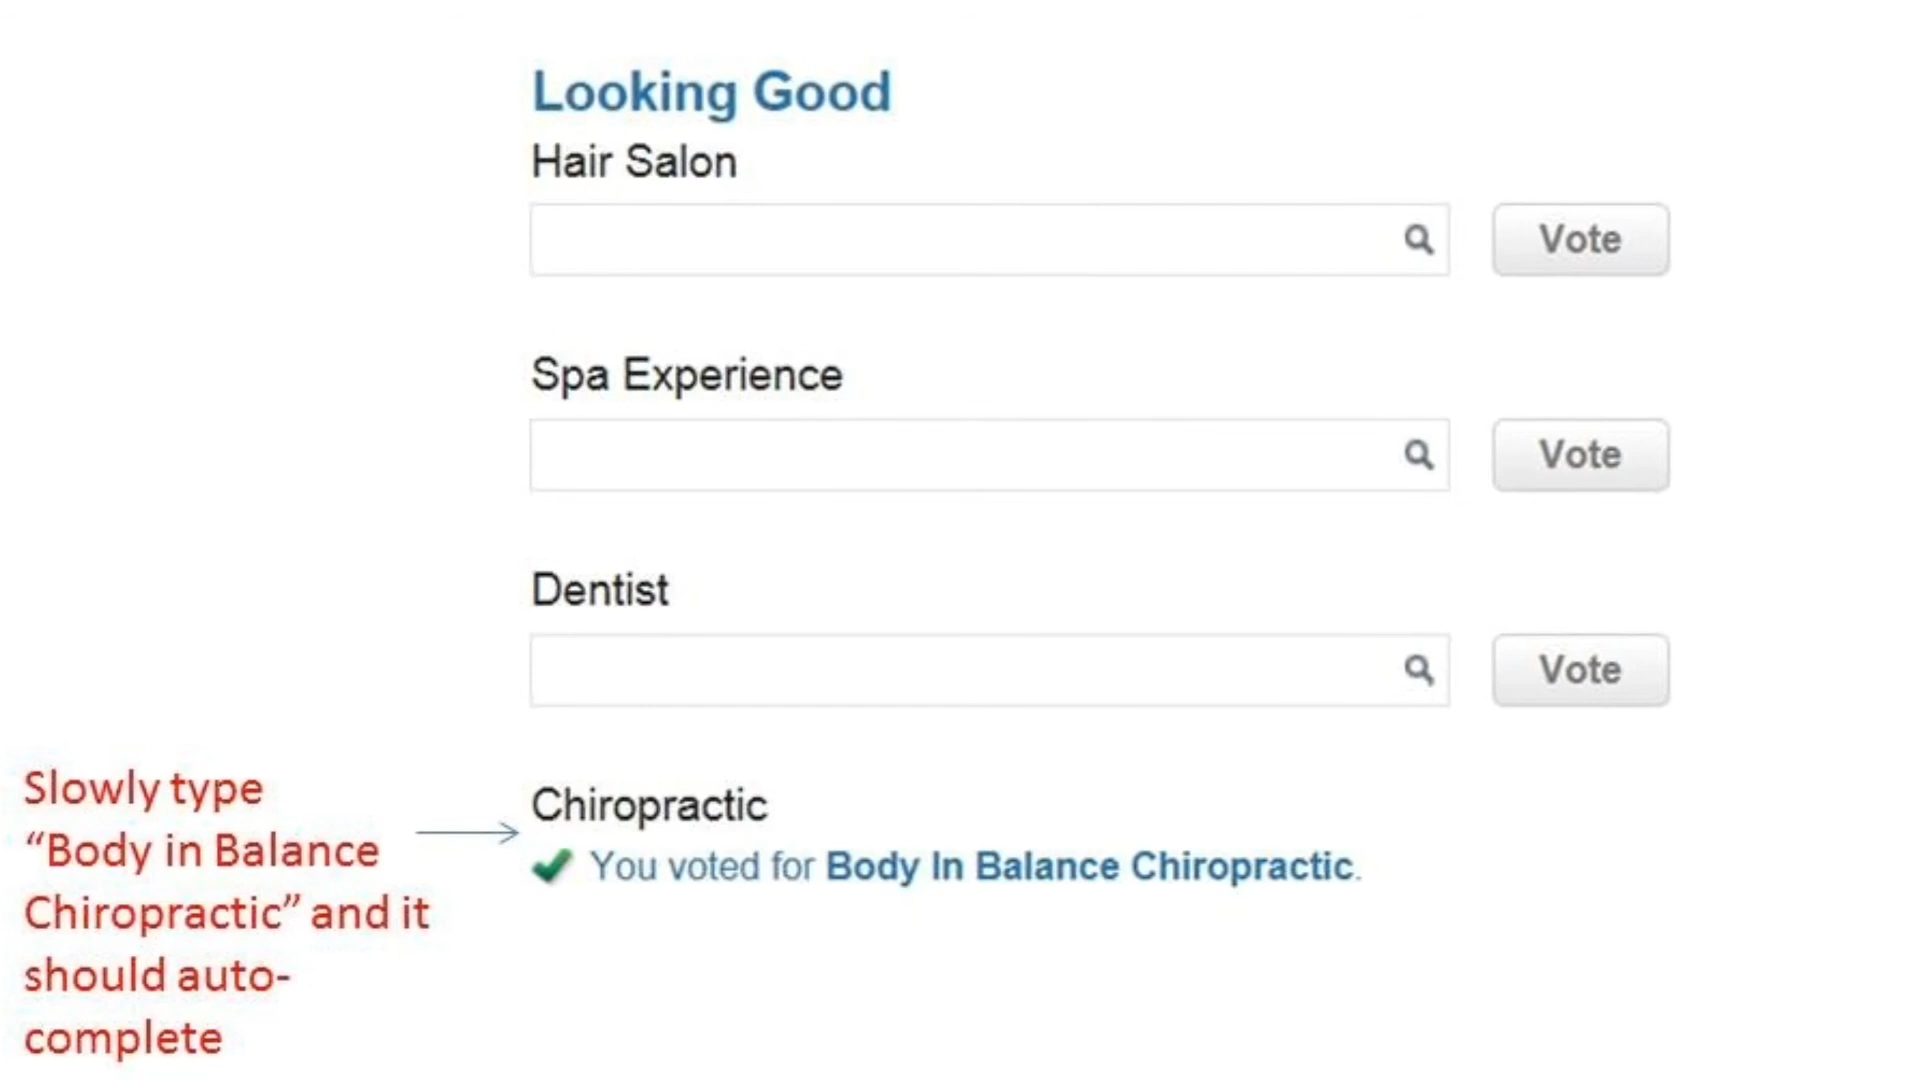 Looking Good
Hair Salon
Vote
Spa Experience
Vote
Dentist
Vote
Chiropractic
You voted for Body In Balance Chiropractic.
Slowly type
“Body in Balance
Chiropractic” and it
should auto-
complete